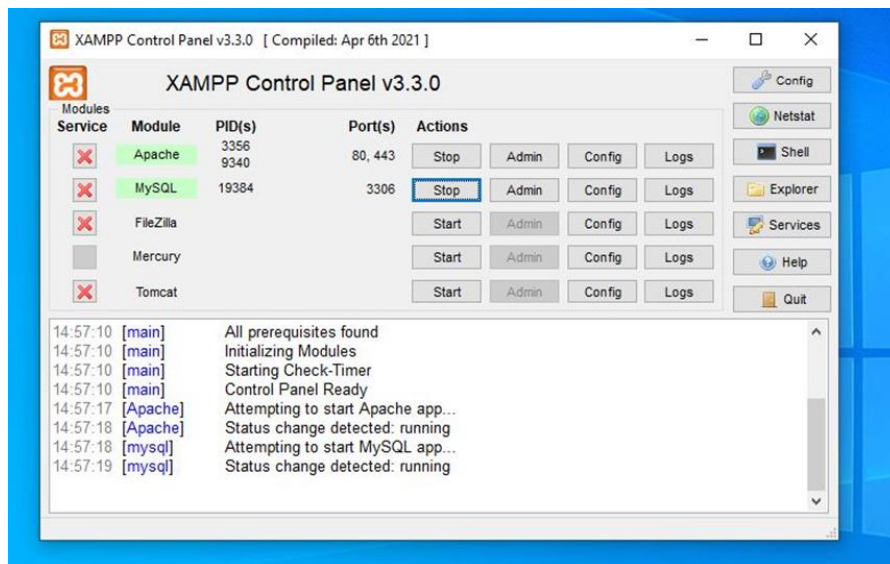 XAMPP Control Panel v3.3.0 [ Compiled: Apr 6th 2021 ]
XAMPP Control Panel v3.3.0
Config
Modules
Service Module PID(s) Port(s) Actions
Netstat
Apache 3356 9340 80, 443 Stop Admin Config Logs
Shell
MySQL 19384 3306 Stop Admin Config Logs
Explorer
FileZilla Start Admin Config Logs
Services
Mercury Start Admin Config Logs
Help
Tomcat Start Admin Config Logs
Quit
14:57:10 [main] All prerequisites found
14:57:10 [main] Initializing Modules
14:57:10 [main] Starting Check-Timer
14:57:10 [main] Control Panel Ready
14:57:17 [Apache] Attempting to start Apache app...
14:57:18 [Apache] Status change detected: running
14:57:18 [mysql] Attempting to start MySQL app...
14:57:19 [mysql] Status change detected: running